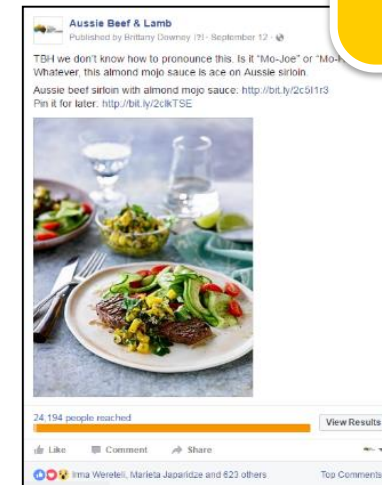 Aussie Beef & Lamb
Published by Brittany Downey [?] · September 12 ·
TBH we don't know how to pronounce this. Is it "Mo-Joe" or "Mo-
Whatever, this almond mojo sauce is ace on Aussie sirloin.
Aussie beef sirloin with almond mojo sauce: http://bit.ly/2c5I1r3
Pin it for later: http://bit.ly/2clkTSE
24,194 people reached
View Results
Like Comment Share
Irma Wereteli, Marieta Japaridze and 623 others
Top Comments